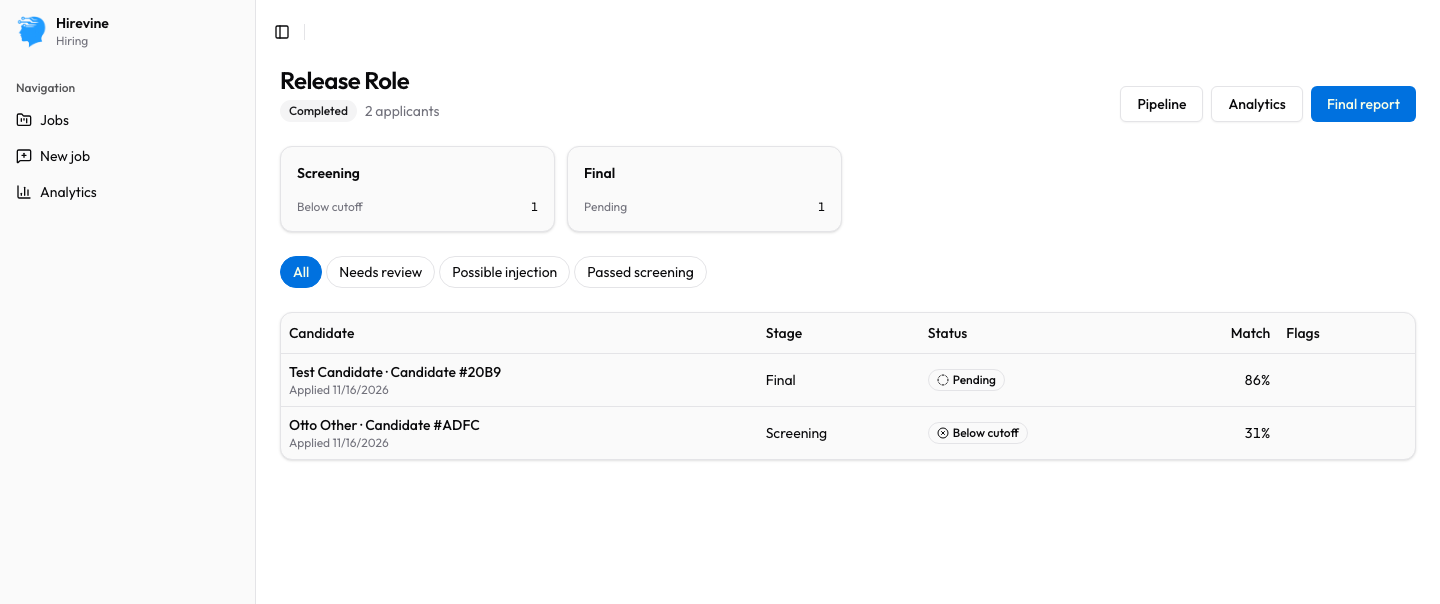 Hirevine
Hiring
Navigation
Jobs
New job
Analytics
Release Role
Completed 2 applicants
Pipeline Analytics Final report
Screening
Below cutoff 1
Final
Pending 1
All Needs review Possible injection Passed screening
Candidate Stage Status Match Flags
Test Candidate · Candidate #20B9
Applied 11/16/2026
Final Pending 86%
Otto Other · Candidate #ADFC
Applied 11/16/2026
Screening Below cutoff 31%